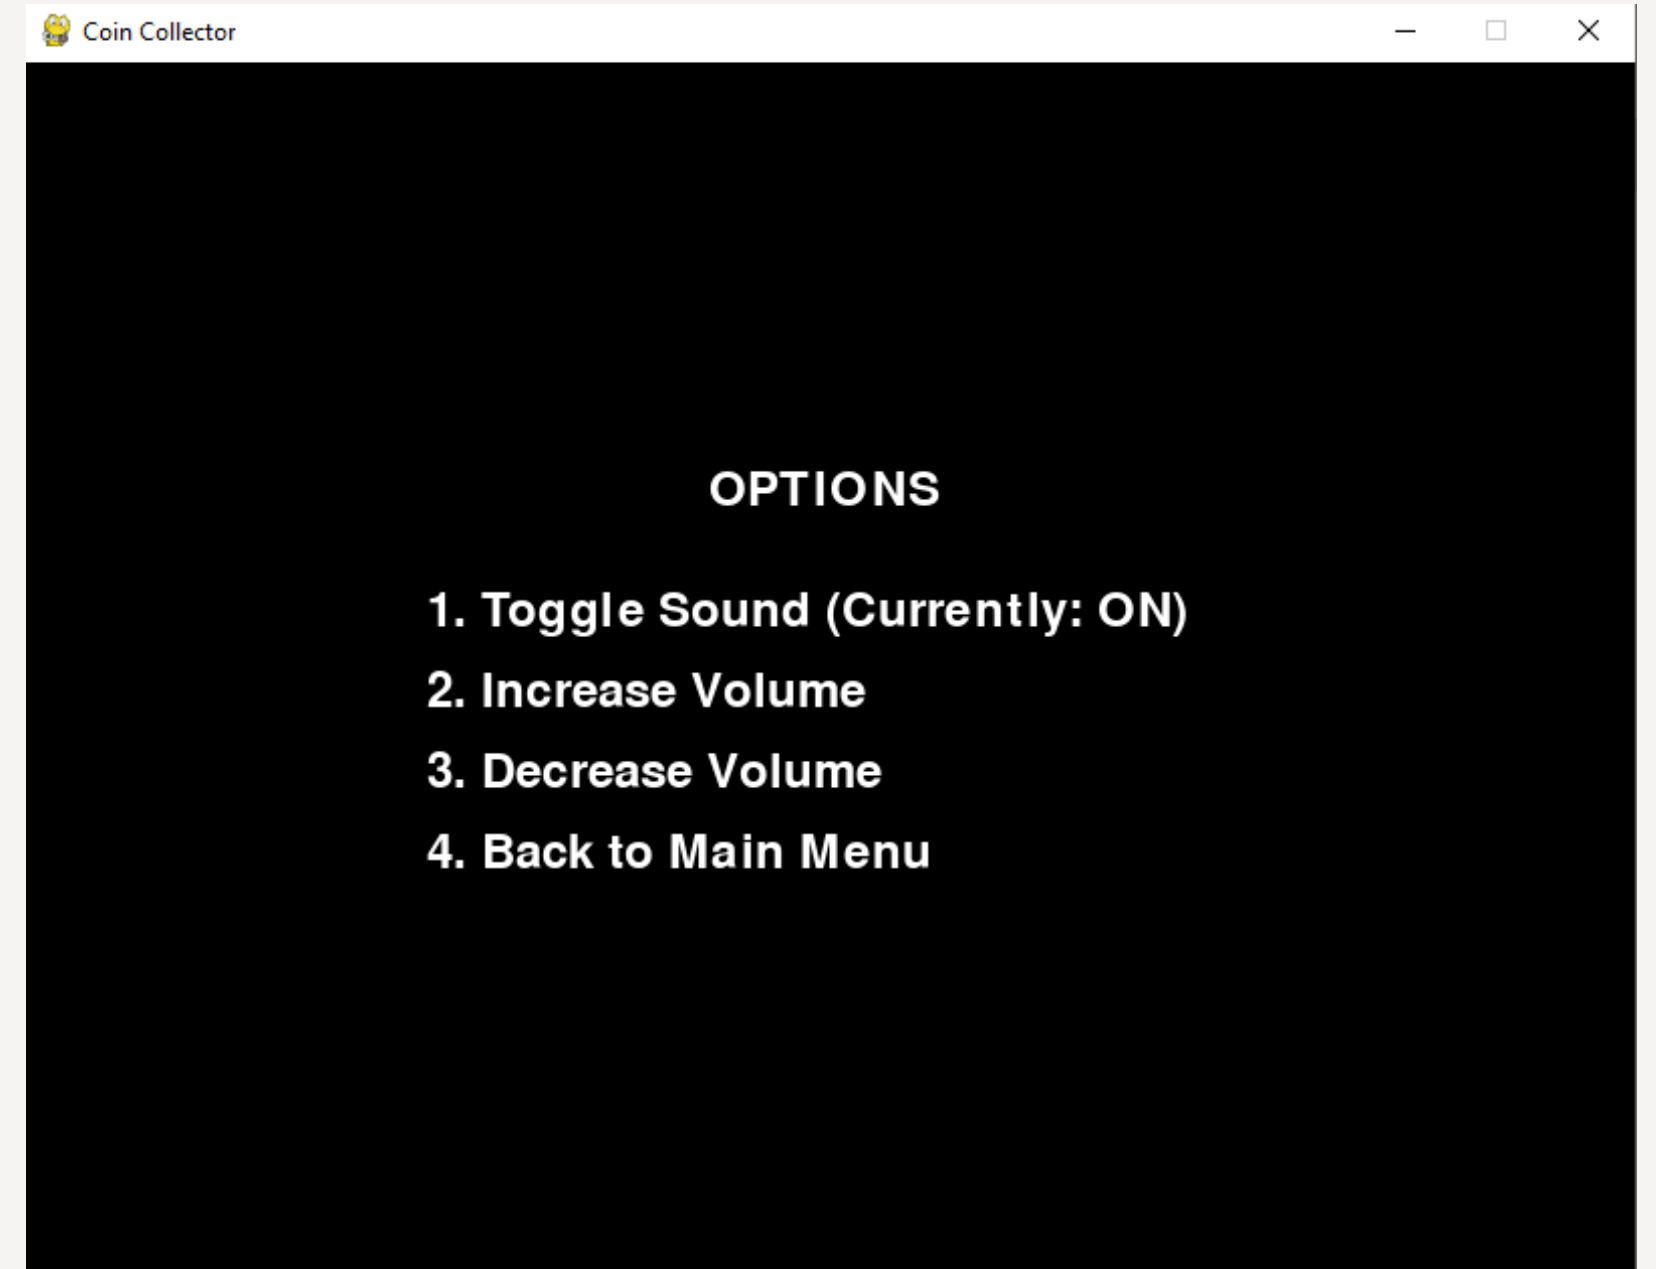 Coin Collector
OPTIONS
1. Toggle Sound (Currently: ON)
2. Increase Volume
3. Decrease Volume
4. Back to Main Menu